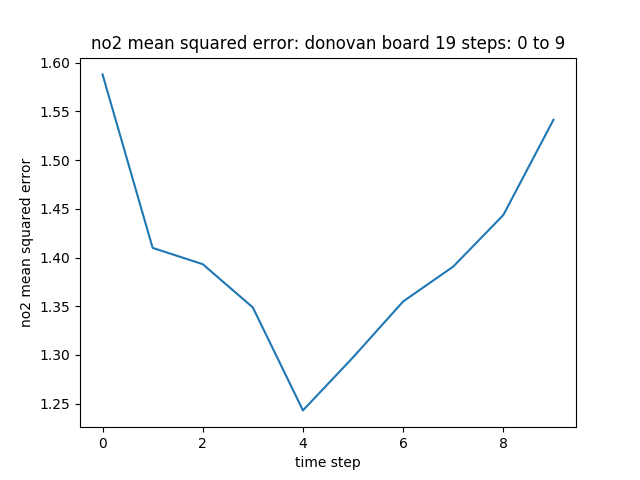 no2 mean squared error: donovan board 19 steps: 0 to 9
no2 mean squared error
1.60
1.55
1.50
1.45
1.40
1.35
1.30
1.25
0 2 4 6 8
time step